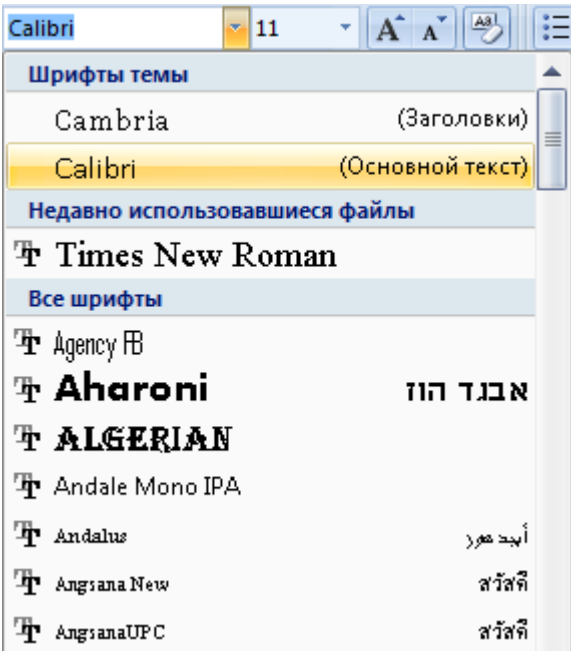 Calibri 11 A A Aa
Шрифты темы
Cambria (Заголовки)
Calibri (Основной текст)
Недавно использовавшиеся файлы
Times New Roman
Все шрифты
Agency FB
Aharoni אבגד הוז
ALGERIAN
Andale Mono IPA
Andalus أبجد هوز
Angsana New สวัสดี
AngsanaUPC สวัสดี